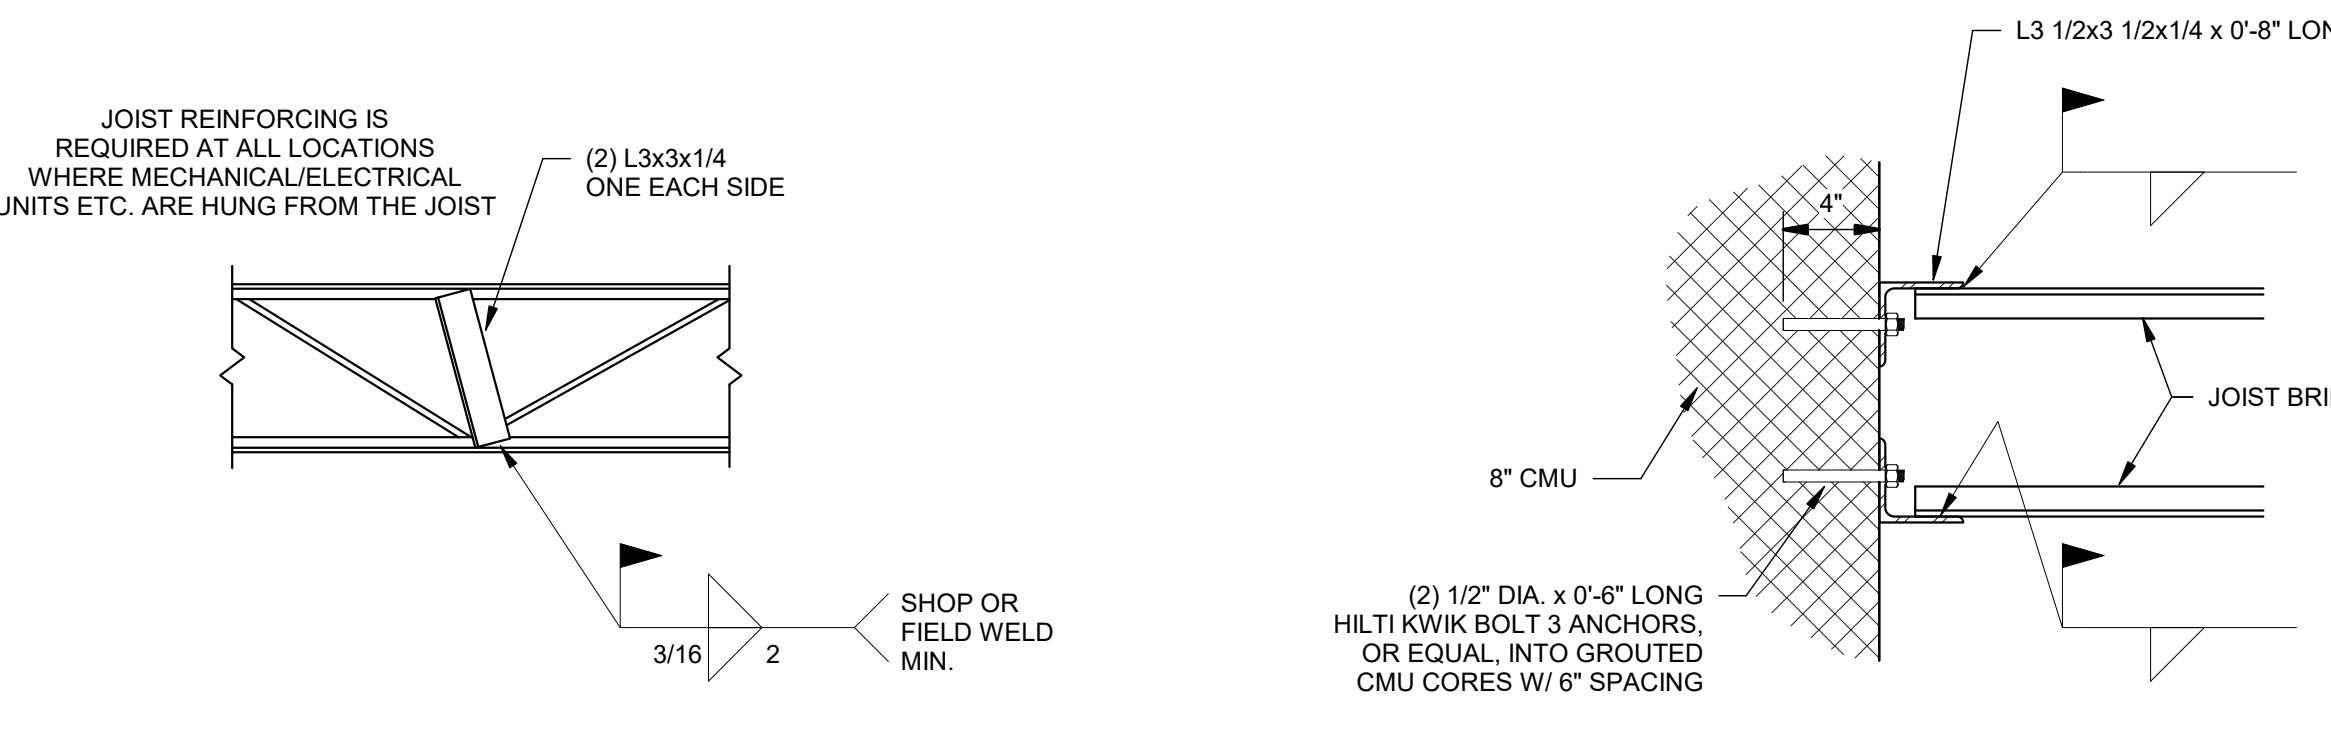 JOIST REINFORCING IS
REQUIRED AT ALL LOCATIONS
WHERE MECHANICAL/ELECTRICAL
UNITS ETC. ARE HUNG FROM THE JOIST
(2) L3x3x1/4
ONE EACH SIDE
3/16
2
SHOP OR
FIELD WELD
MIN.
L3 1/2x3 1/2x1/4 x 0'-8"
4"
8" CMU
JOIST
(2) 1/2" DIA. x 0'-6" LONG
HILTI KWIK BOLT 3 ANCHORS,
OR EQUAL, INTO GROUTED
CMU CORES W/ 6" SPACING